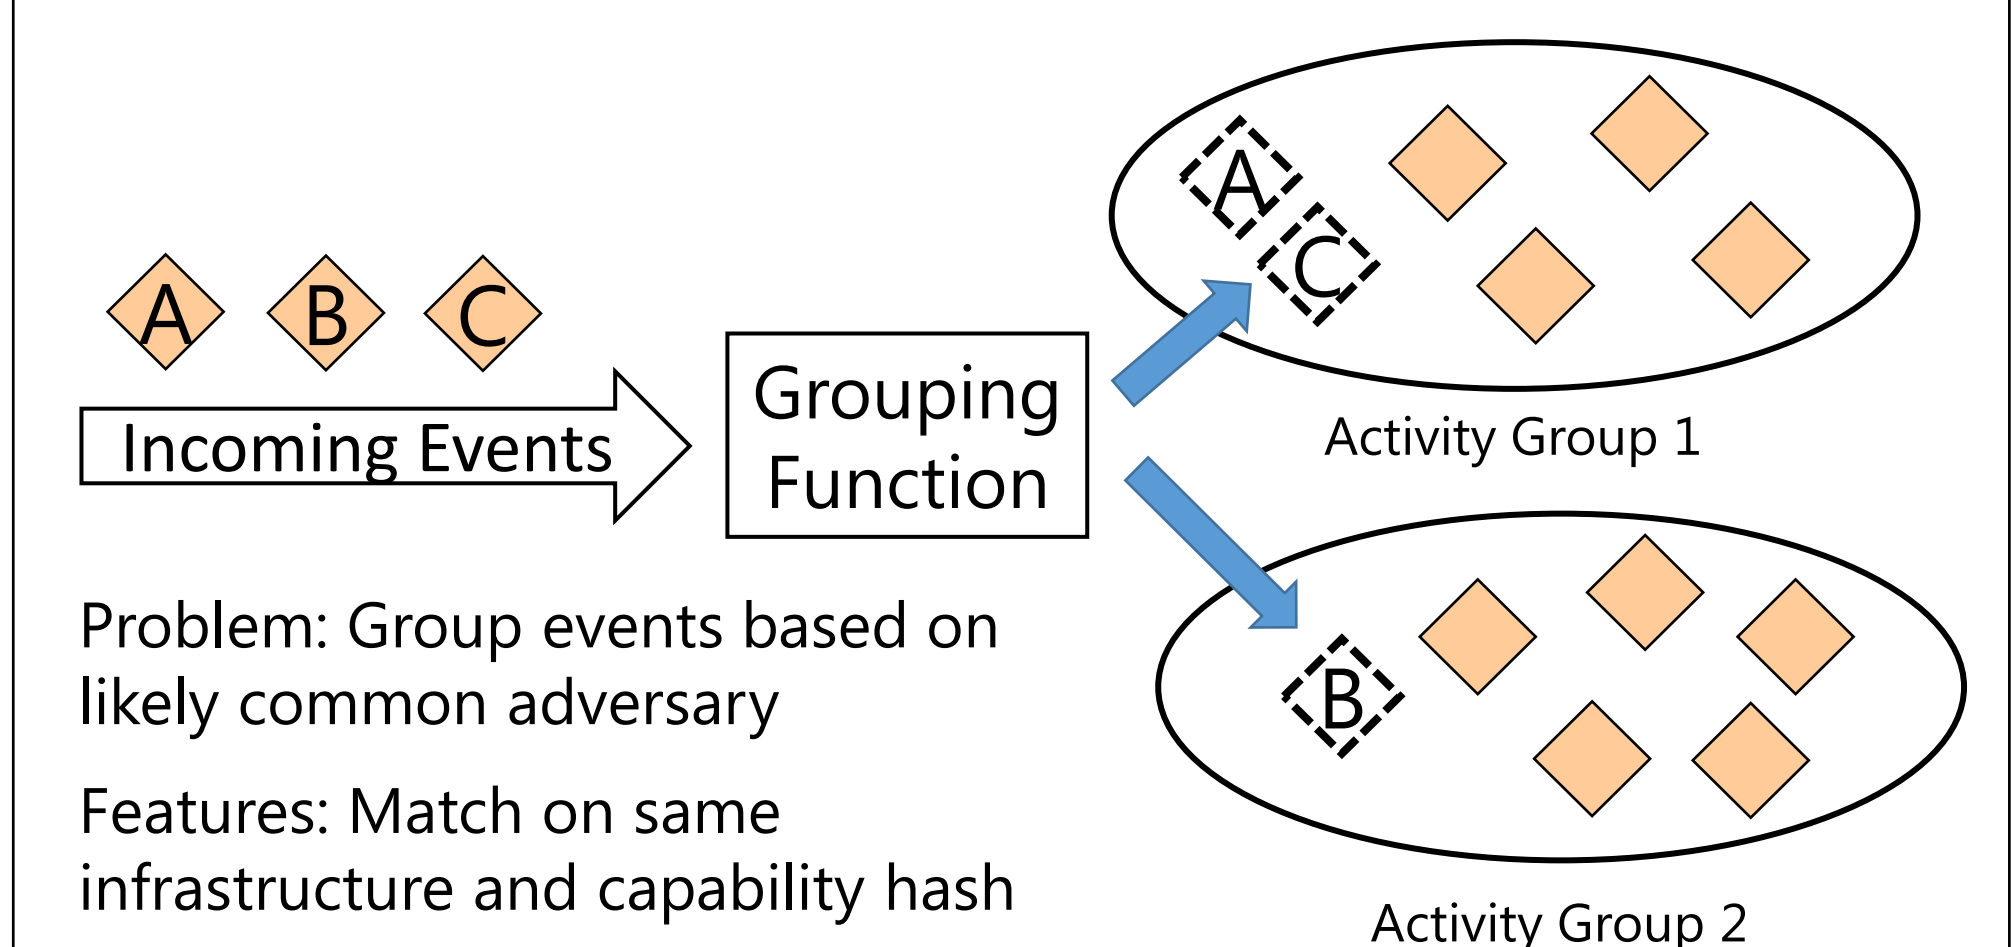 A
B
C
Incoming Events
Grouping
Function
A
C
Activity Group 1
B
Activity Group 2
Problem: Group events based on
likely common adversary
Features: Match on same
infrastructure and capability hash